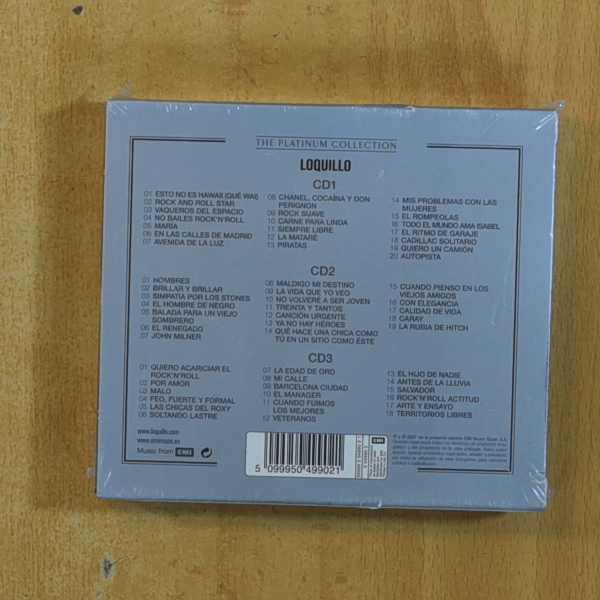 THE PLATINUM COLLECTION
LOQUILLO
CD1
01 ESTO NO ES HAWAII (QUÉ WAI)
02 ROCK AND ROLL STAR
03 VAQUEROS DEL ESPACIO
04 NO BAILES ROCK'N'ROLL
05 MARÍA
06 EN LAS CALLES DE MADRID
07 AVENIDA DE LA LUZ
08 CHANEL, COCAÍNA Y DON
PERIGNON
09 ROCK SUAVE
10 CARNE PARA LINDA
11 SIEMPRE LIBRE
12 LA MATARÉ
13 PIRATAS
14 MIS PROBLEMAS CON LAS
MUJERES
15 EL ROMPEOLAS
16 TODO EL MUNDO AMA ISABEL
17 EL RITMO DE GARAJE
18 CADILLAC SOLITARIO
19 QUIERO UN CAMIÓN
20 AUTOPISTA
CD2
01 HOMBRES
02 BRILLAR Y BRILLAR
03 SIMPATIA POR LOS STONES
04 EL HOMBRE DE NEGRO
05 BALADA PARA UN VIEJO
SOMBRERO
06 EL RENEGADO
07 JOHN MILNER
08 MALDIGO MI DESTINO
09 LA VIDA QUE YO VEO
10 NO VOLVERÉ A SER JOVEN
11 TREINTA Y TANTOS
12 CANCIÓN URGENTE
13 YA NO HAY HÉROES
14 QUÉ HACE UNA CHICA COMO
TÚ EN UN SITIO COMO ÉSTE
15 CUANDO PIENSO EN LOS
VIEJOS AMIGOS
16 CON ELEGANCIA
17 CALIDAD DE VIDA
18 CARAY
19 LA RUBIA DE HITCH
CD3
01 QUIERO ACARICIAR EL
ROCK'N'ROLL
02 POR AMOR
03 MALO
04 FEO, FUERTE Y FORMAL
05 LAS CHICAS DEL ROXY
06 SOLTANDO LASTRE
07 LA EDAD DE ORO
08 MI CALLE
09 BARCELONA CIUDAD
10 EL MANAGER
11 CUANDO FUIMOS
LOS MEJORES
12 VETERANOS
13 EL HIJO DE NADIE
14 ANTES DE LA LLUVIA
15 SALVADOR
16 ROCK'N'ROLL ACTITUD
17 ARTE Y ENSAYO
18 TERRITORIOS LIBRES
www.loquillo.com
www.emimusic.es
Music from EMI
5 099950 499021
EMI